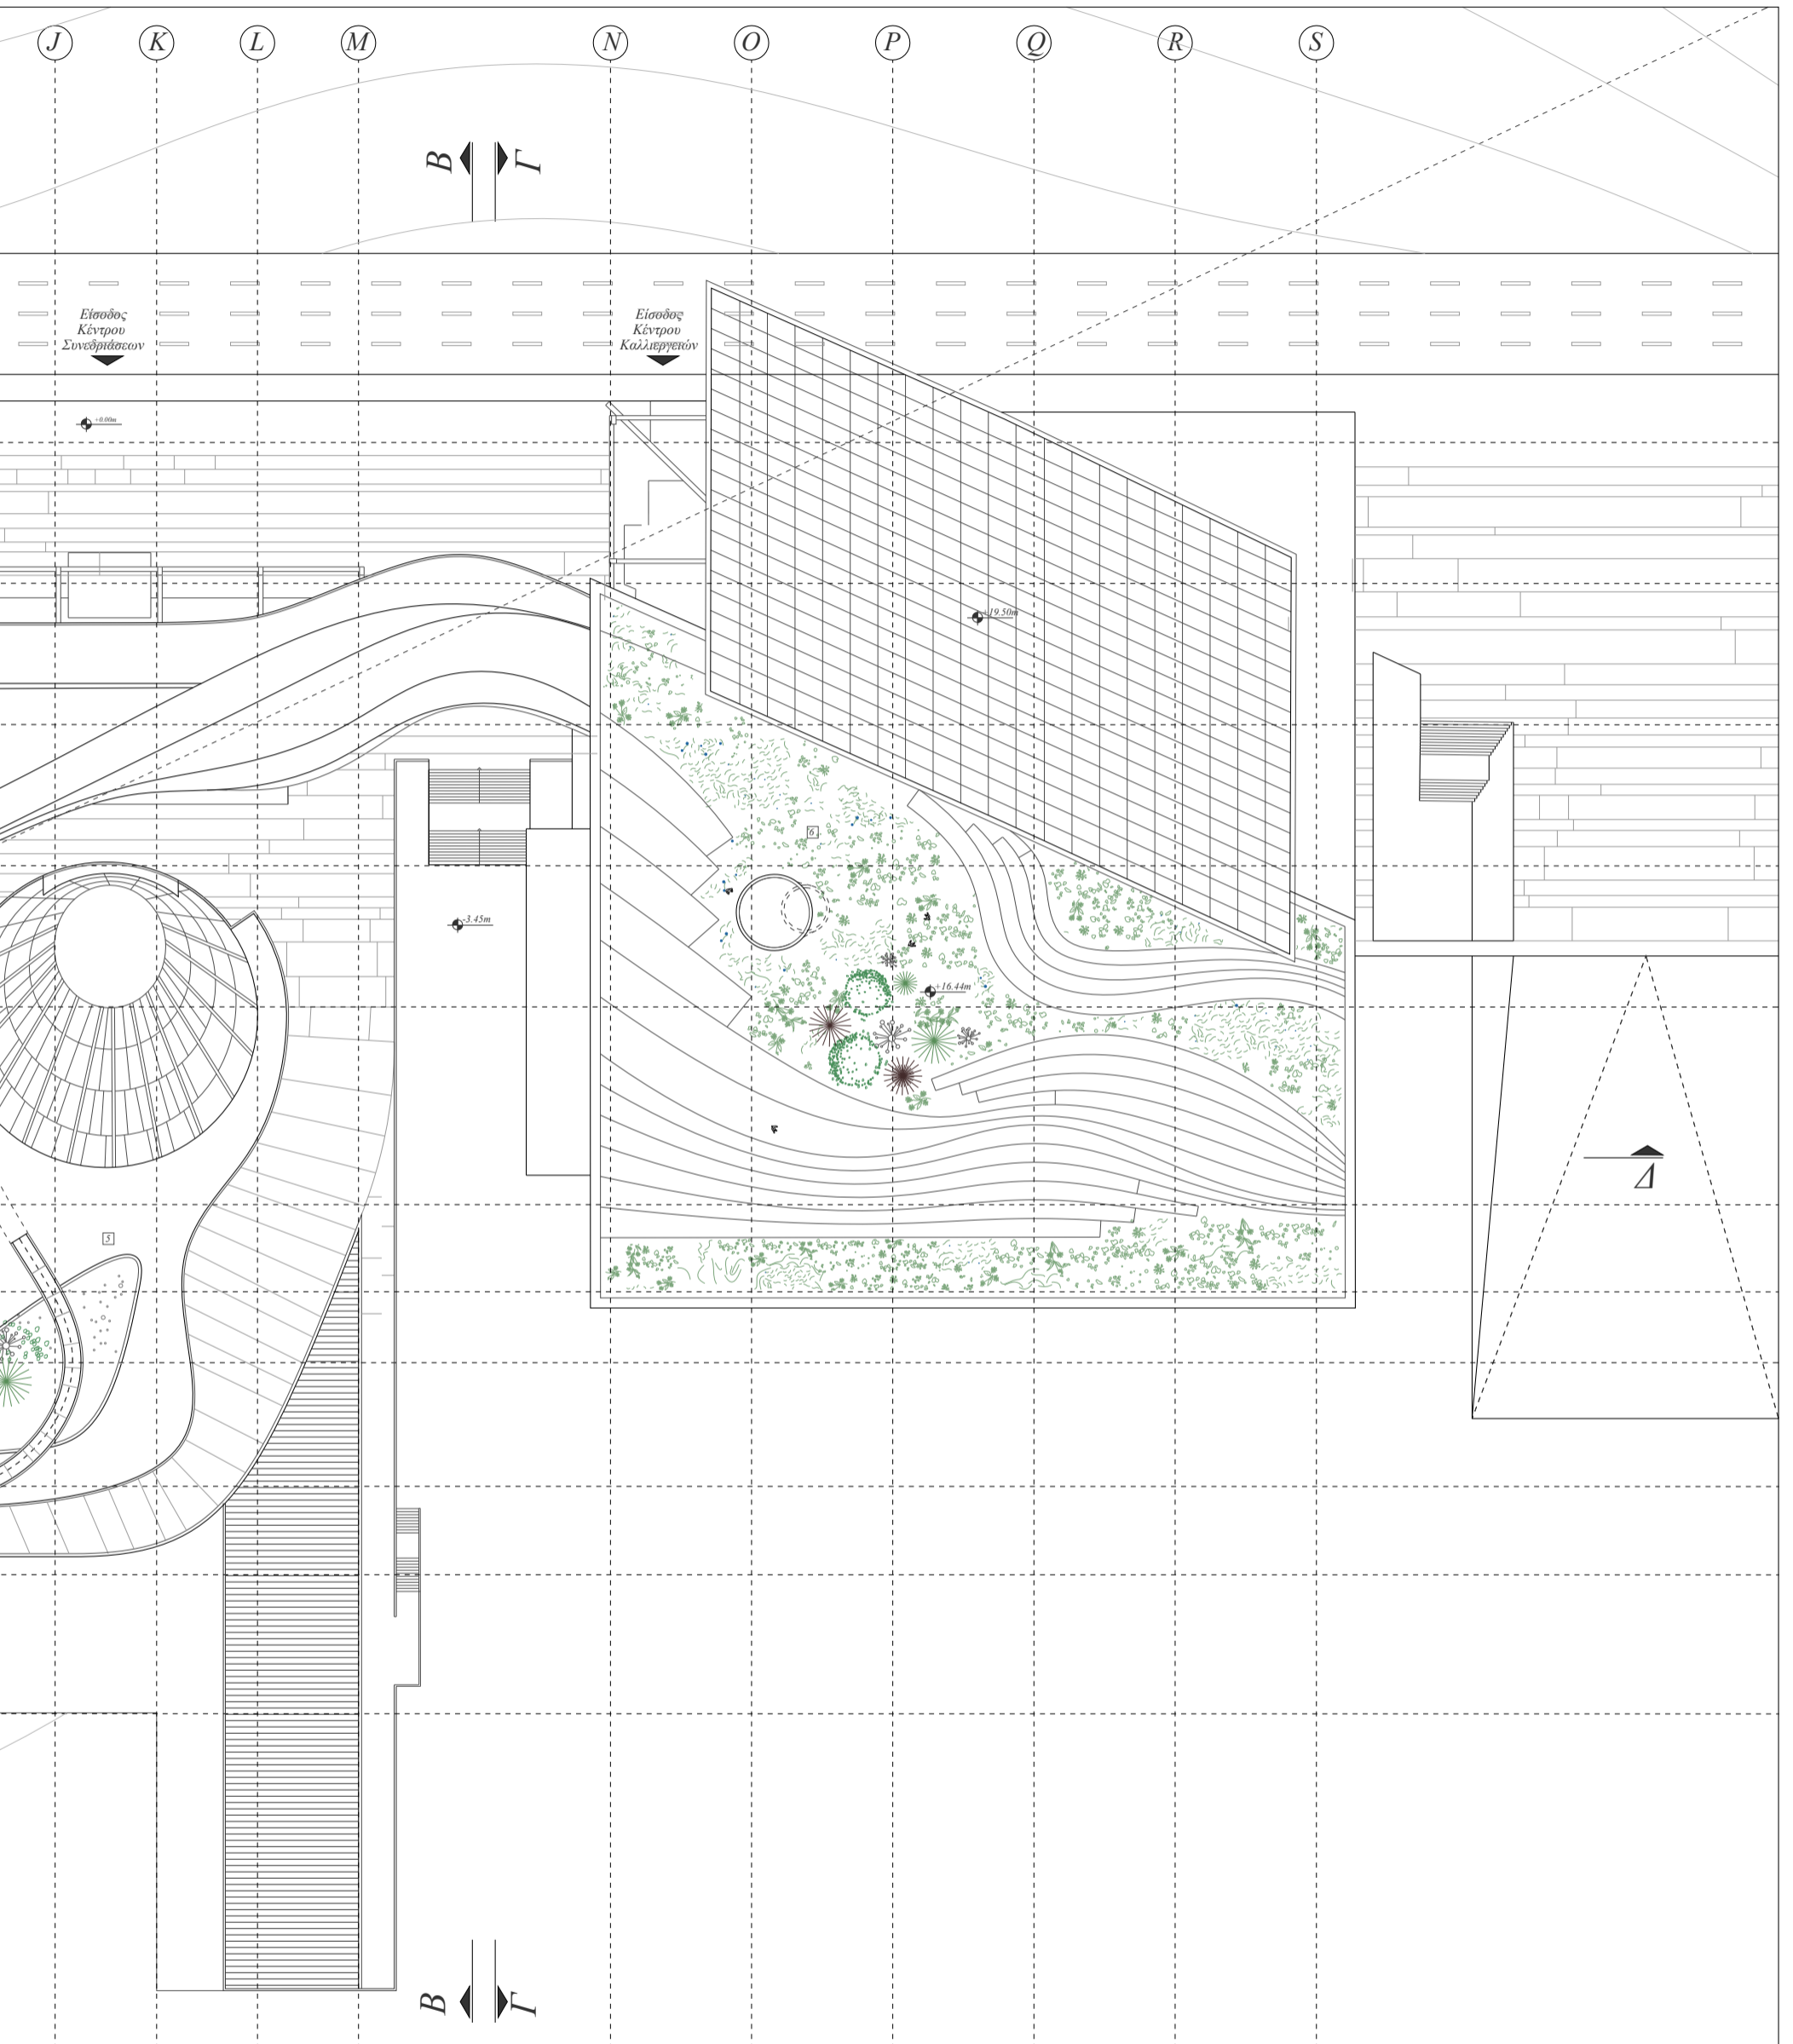 J K L M N O P Q R S
B Γ
Είσοδος
Κέντρου
Συνεδριάσεων
Είσοδος
Κέντρου
Καλλιεργειών
+0.00m
+19.50m
6
-3.45m
+16.44m
Δ
5
B Γ